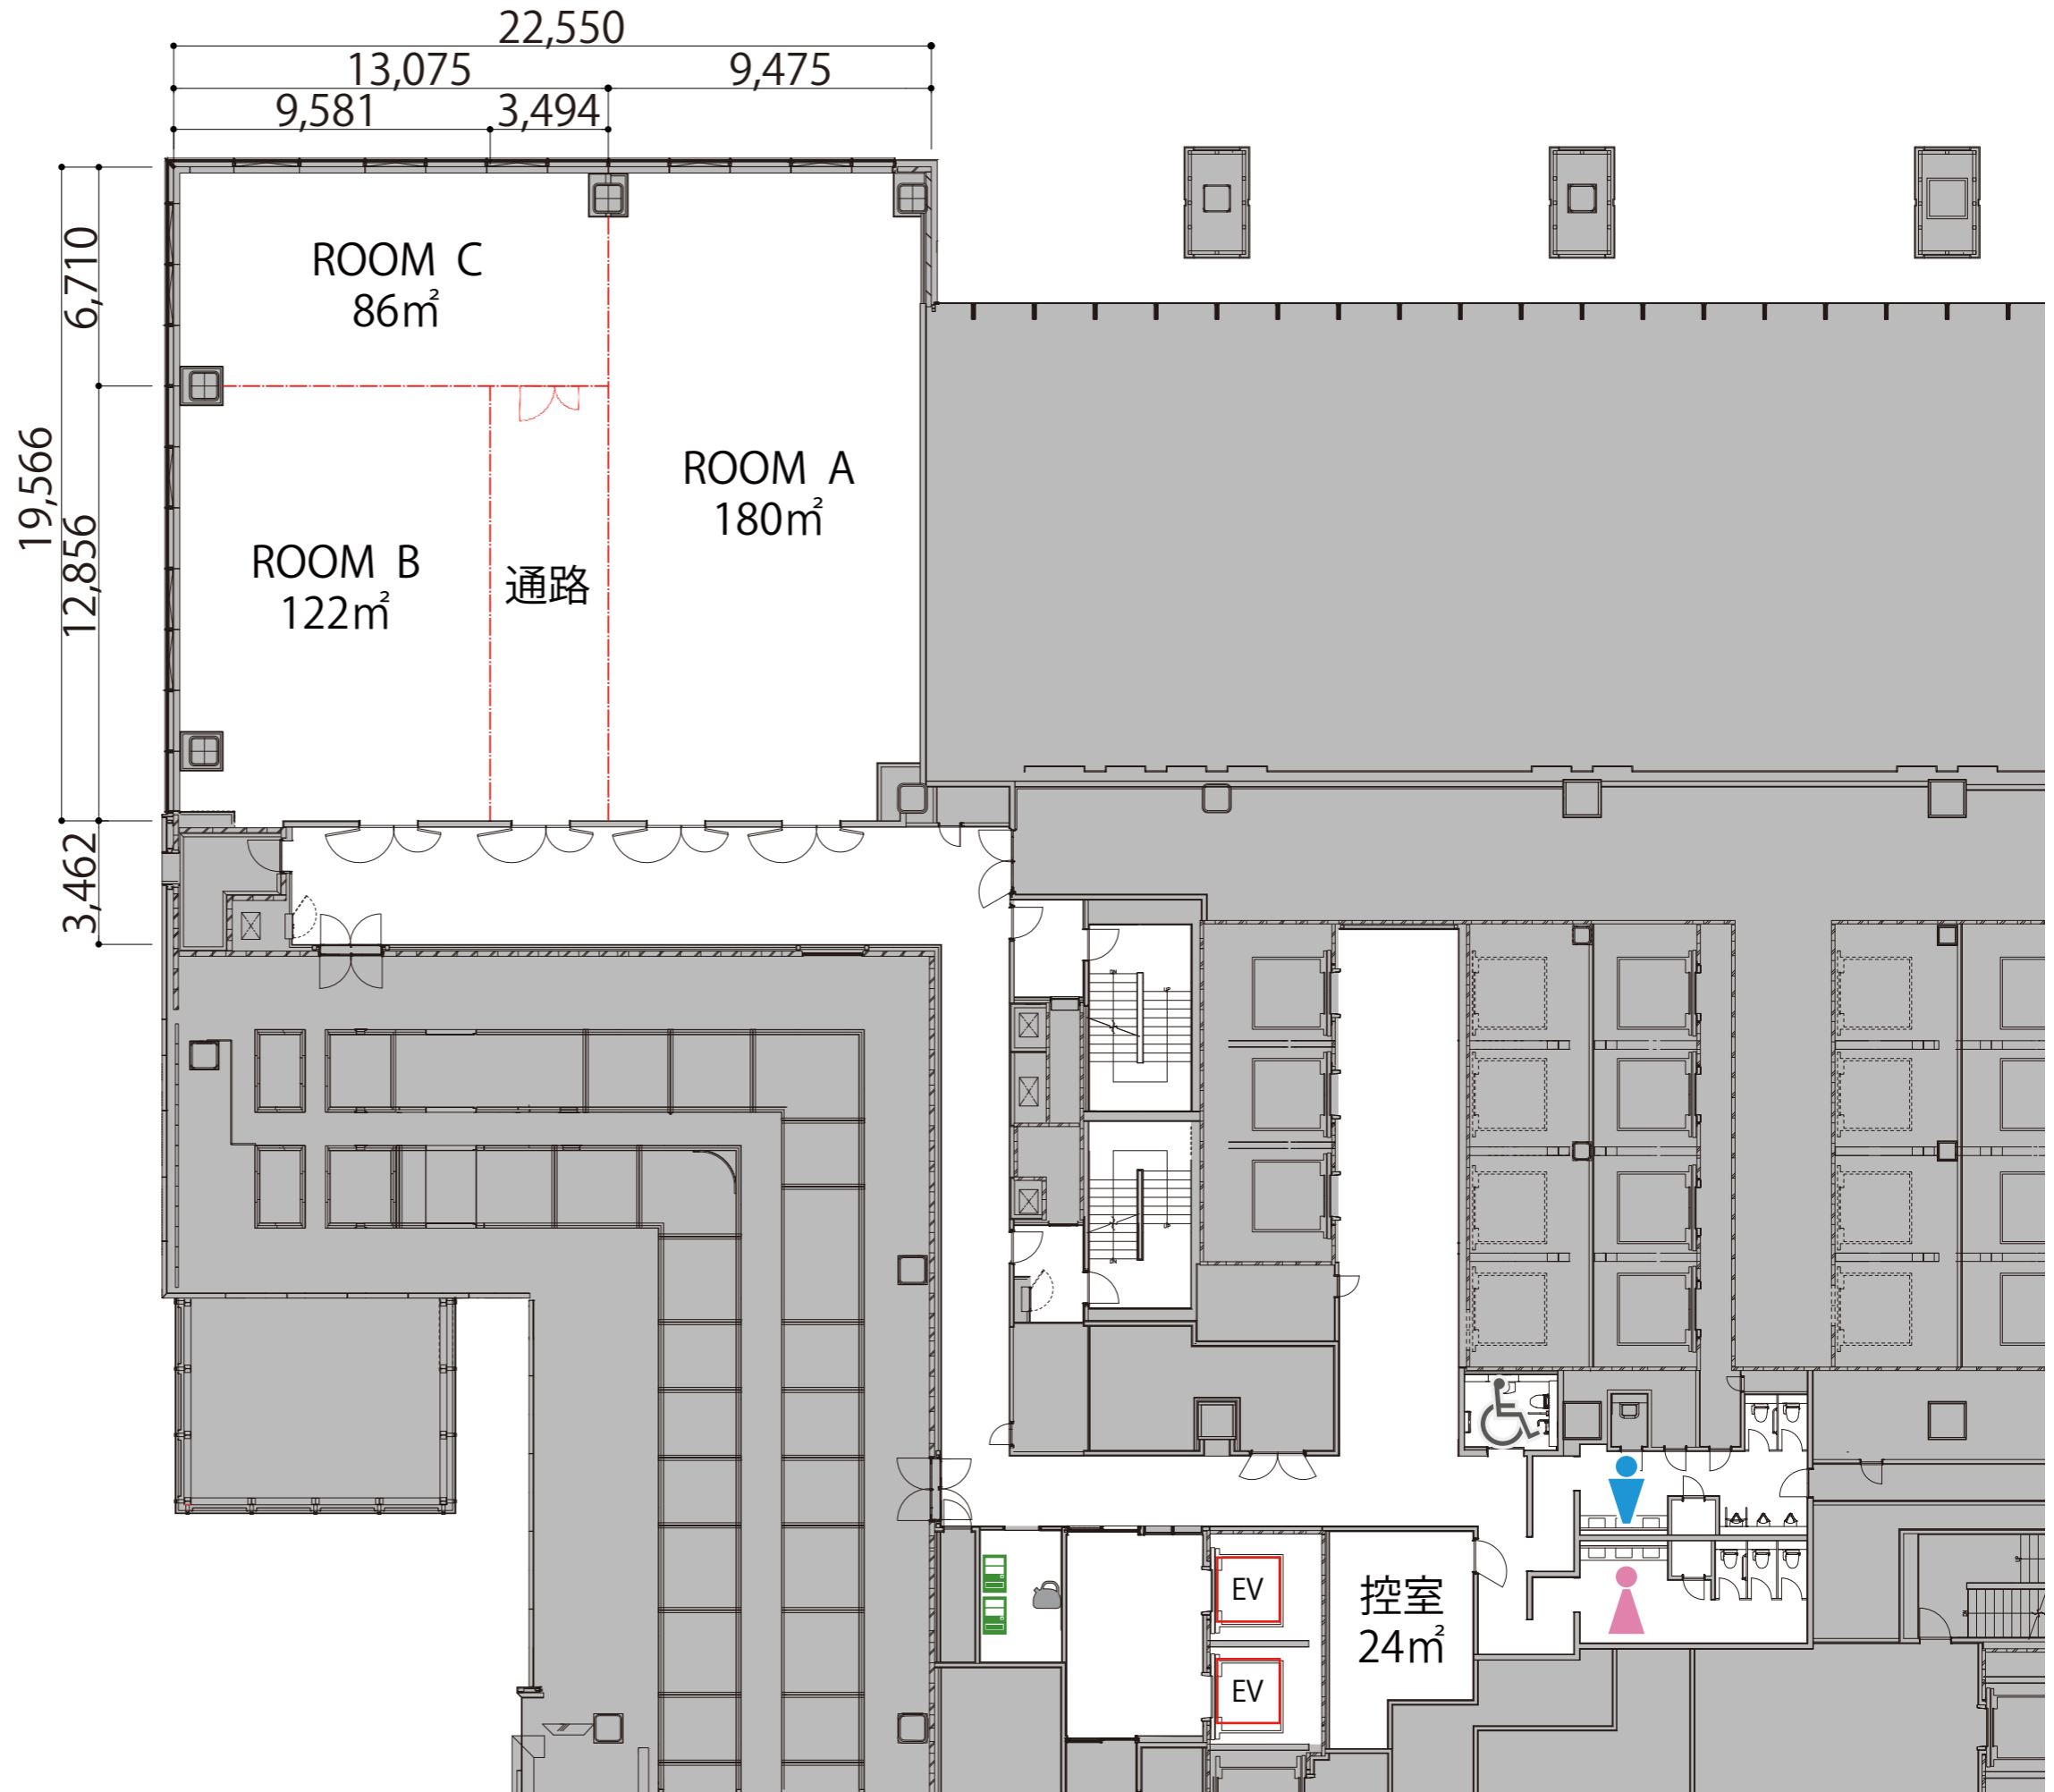 22,550
13,075
9,475
9,581
3,494
6,710
19,566
12,856
3,462
ROOM C
86㎡
ROOM A
180㎡
ROOM B
122㎡
通路
EV
EV
控室
24㎡